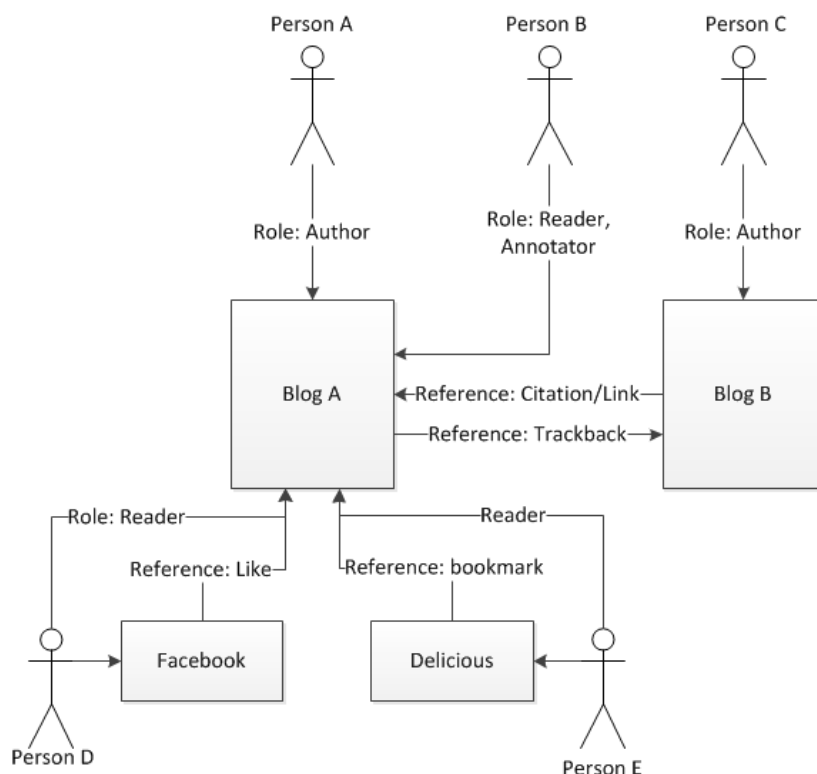 Person A
Person B
Person C
Role: Author
Role: Reader,
Annotator
Role: Author
Blog A
Reference: Citation/Link
Blog B
Reference: Trackback
Role: Reader
Reader
Reference: Like
Reference: bookmark
Facebook
Delicious
Person D
Person E